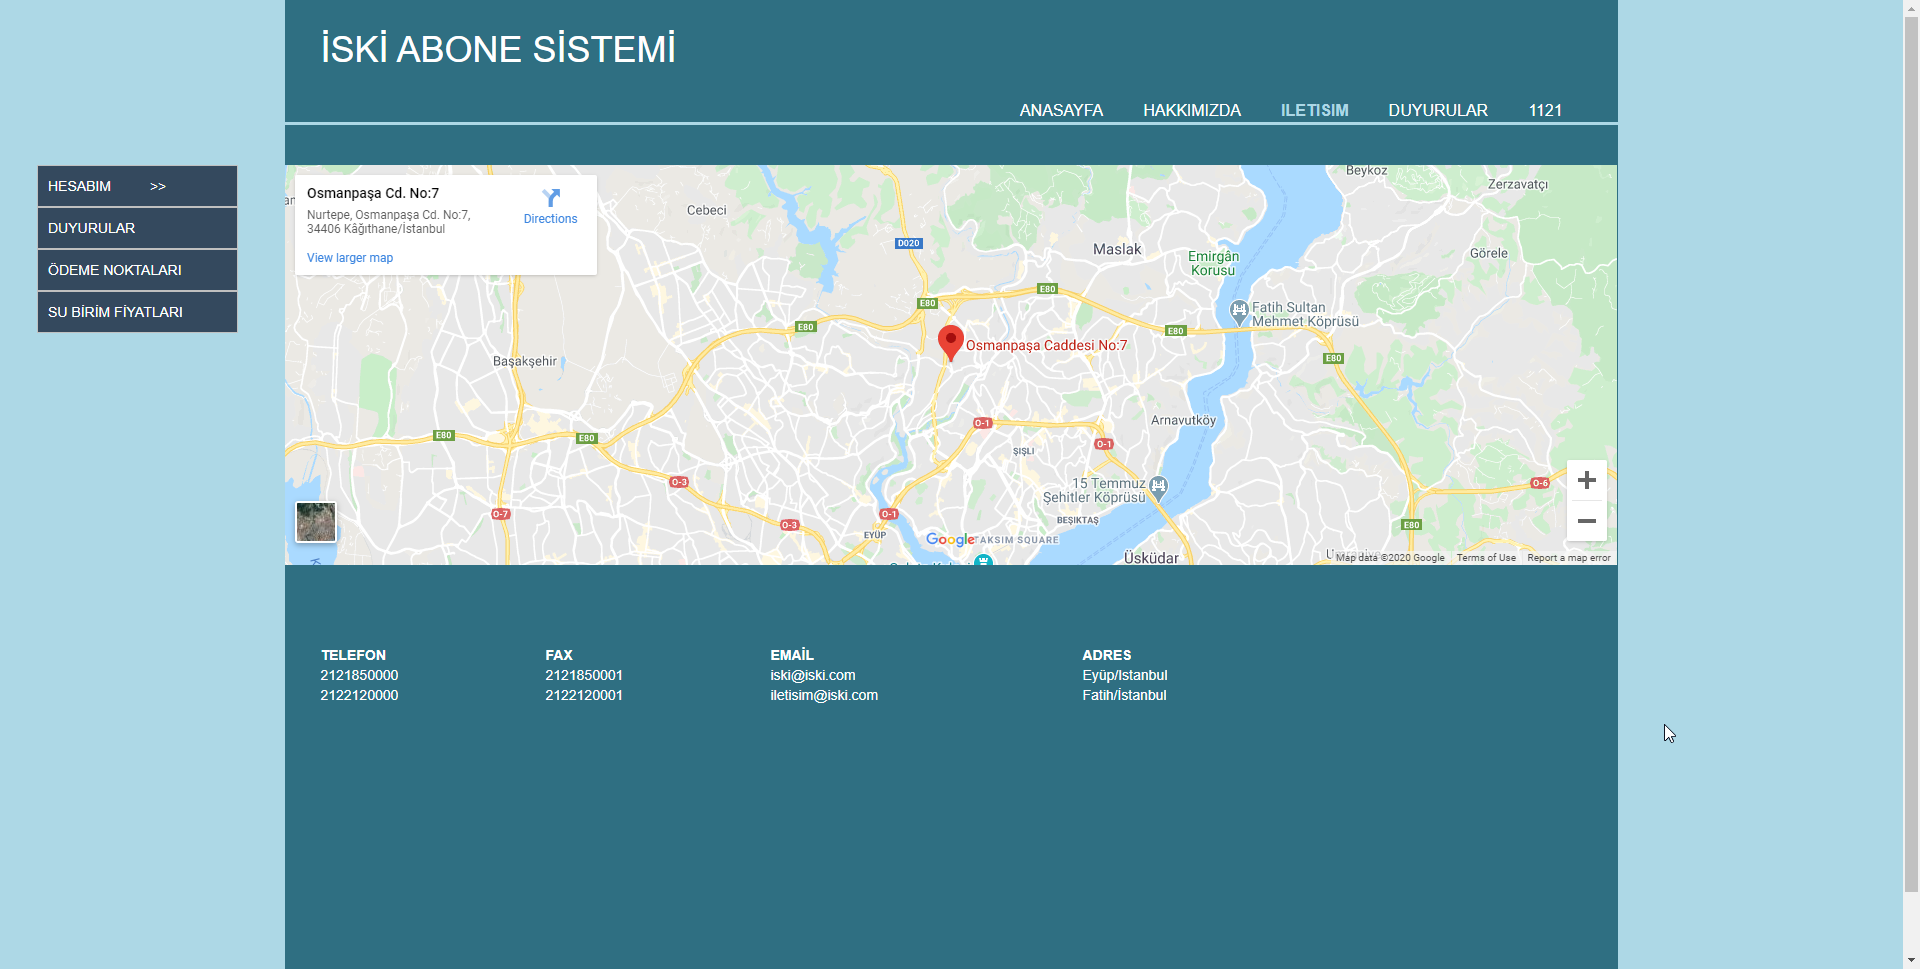 İSKİ ABONE SİSTEMİ
ANASAYFA HAKKIMIZDA ILETISIM DUYURULAR 1121
HESABIM >>
DUYURULAR
ÖDEME NOKTALARI
SU BİRİM FİYATLARI
Osmanpaşa Cd. No:7
Nurtepe, Osmanpaşa Cd. No:7,
34406 Kâğıthane/İstanbul
View larger map
Directions
Beykoz
Zerzavatçı
Cebeci
D020
Maslak
Emirgân
Korusu
Görele
E80
E80
Fatih Sultan
Mehmet Köprüsü
E80
E80
Osmanpaşa Caddesi No:7
E80
Başakşehir
Arnavutköy
O-1
E80
E80
O-1
ŞIŞLI
O-3
15 Temmuz
Şehitler Köprüsü
O-6
O-7
O-1
O-3
BEŞIKTAŞ
E80
EYÜP
Google
TAKSIM SQUARE
Üsküdar
Map data ©2020 Google Terms of Use Report a map error
TELEFON
2121850000
2122120000
FAX
2121850001
2122120001
EMAİL
iski@iski.com
iletisim@iski.com
ADRES
Eyüp/Istanbul
Fatih/İstanbul